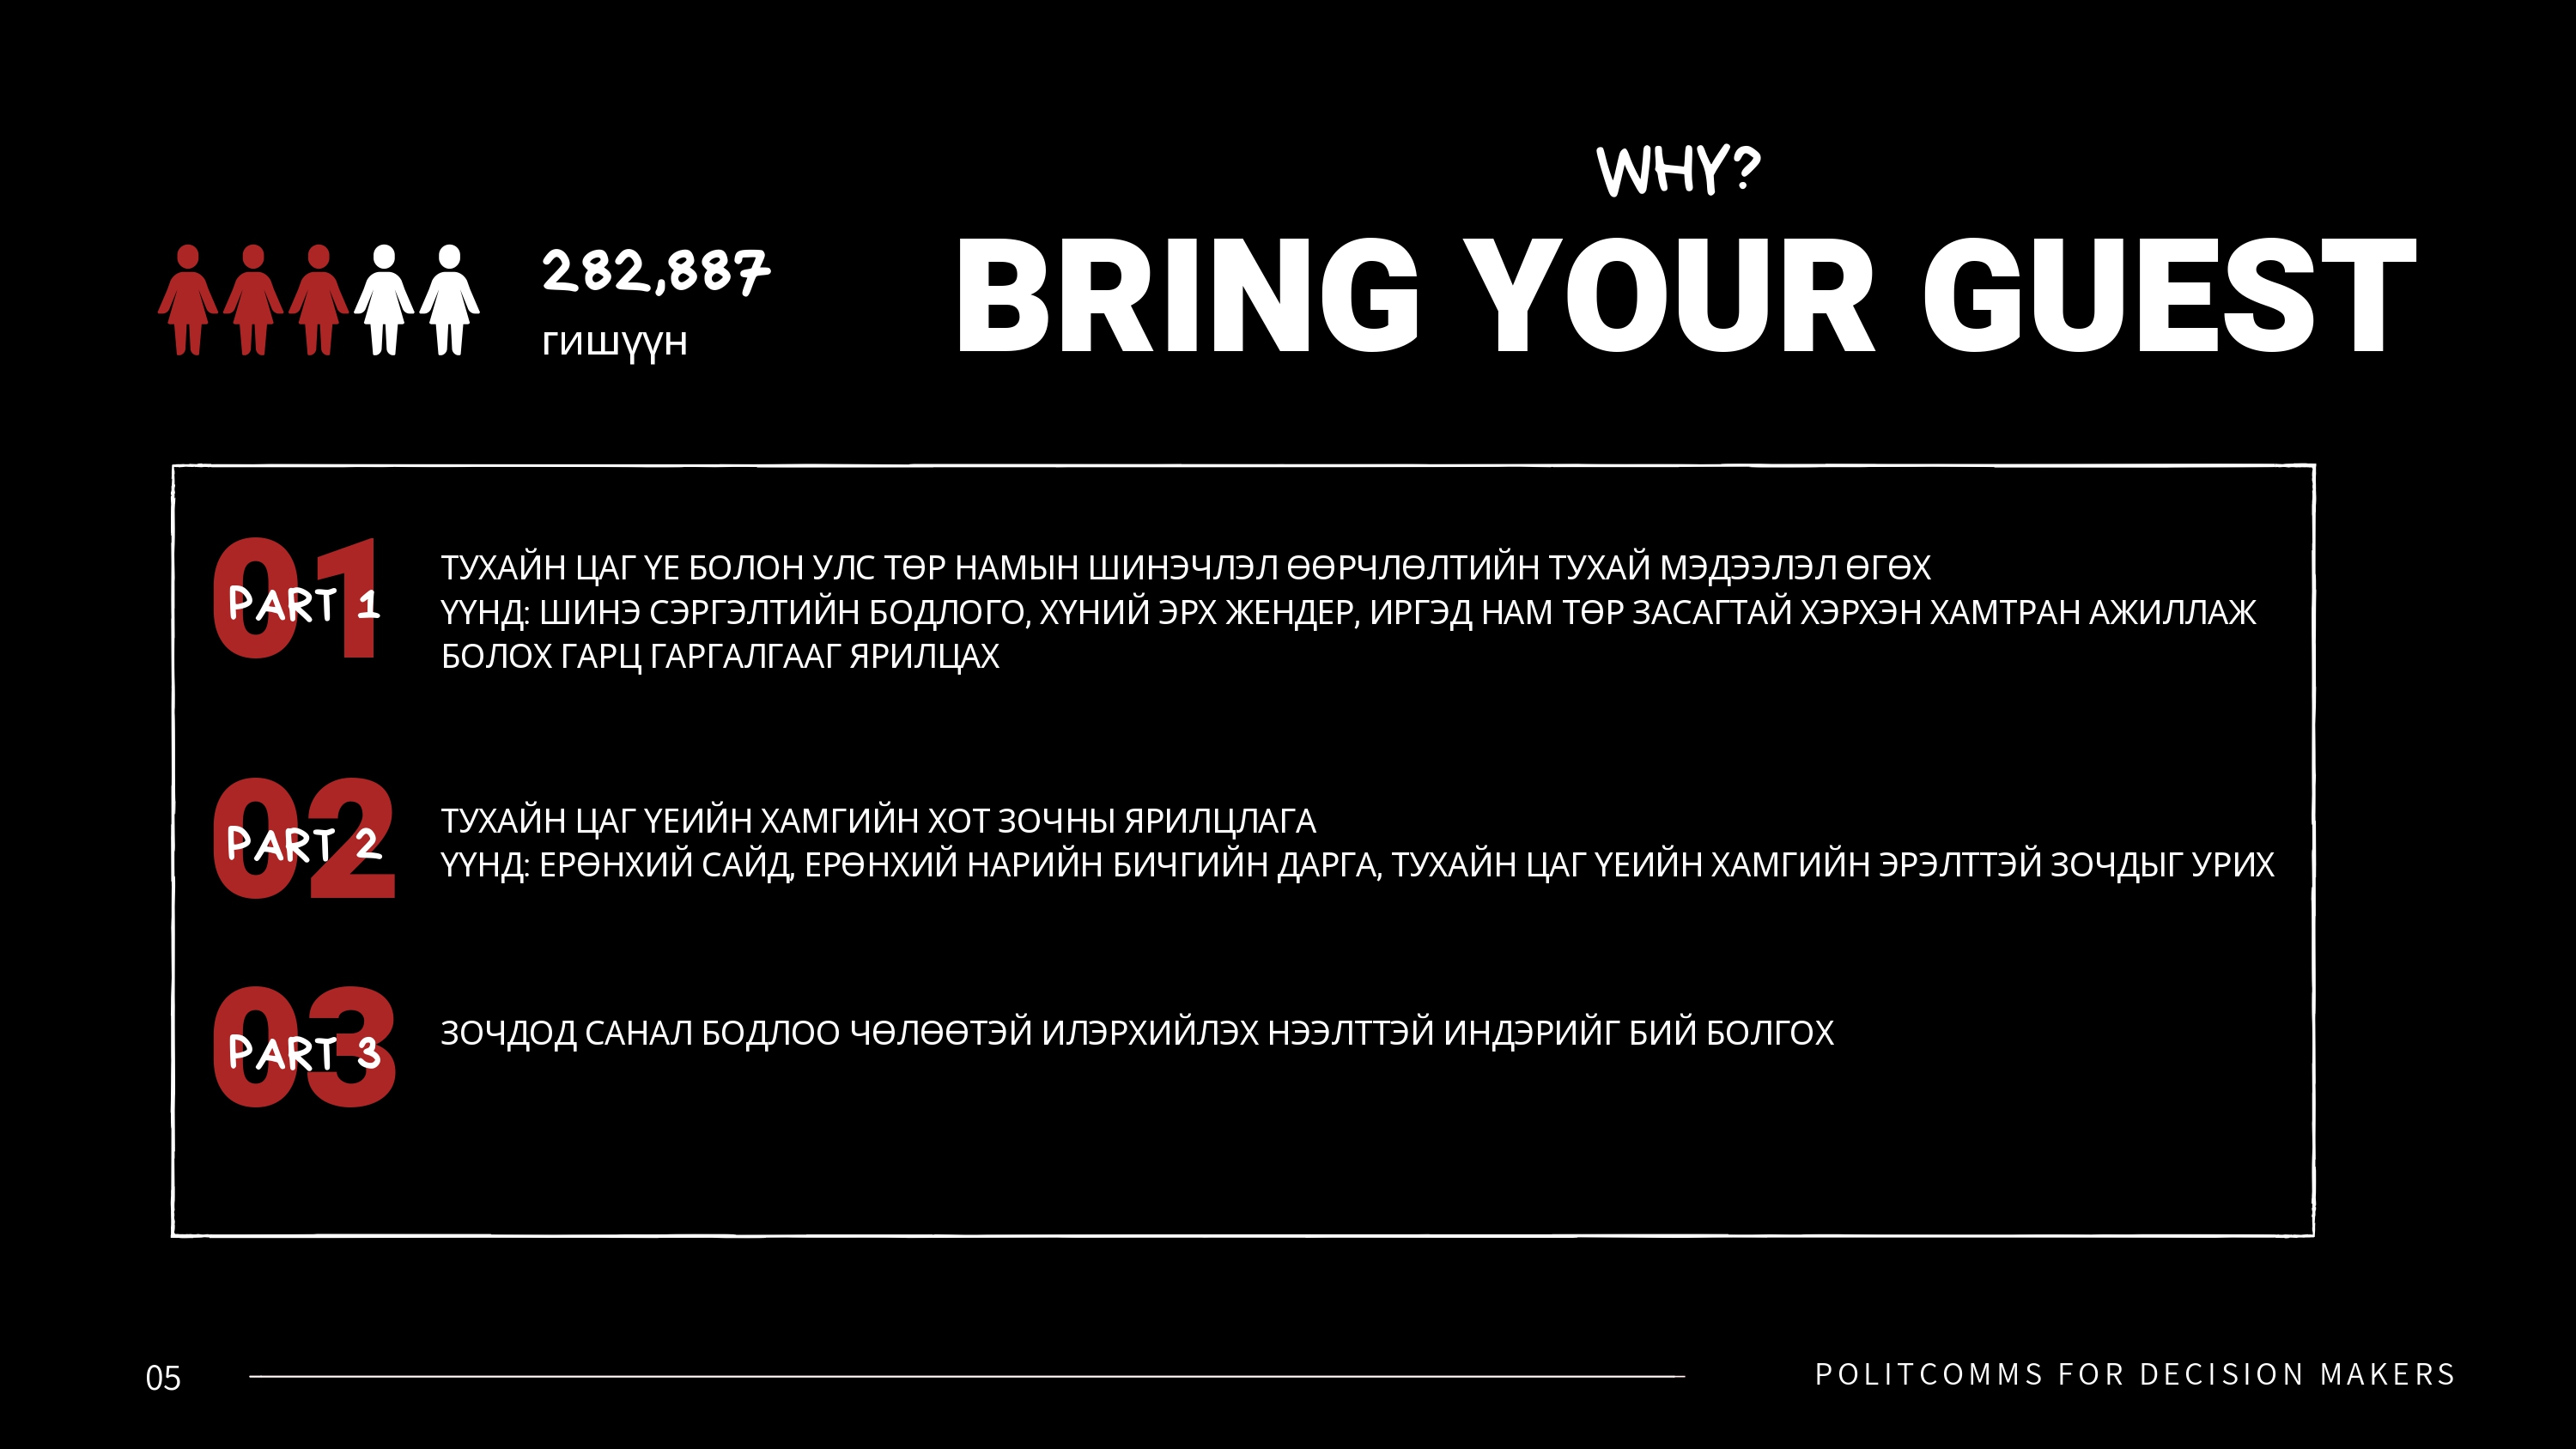 WHY?
BRING YOUR GUEST
282,887
гишүүн
01
PART 1
ТУХАЙН ЦАГ ҮЕ БОЛОН УЛС ТӨР НАМЫН ШИНЭЧЛЭЛ ӨӨРЧЛӨЛТИЙН ТУХАЙ МЭДЭЭЛЭЛ ӨГӨХ
ҮҮНД: ШИНЭ СЭРГЭЛТИЙН БОДЛОГО, ХҮНИЙ ЭРХ ЖЕНДЕР, ИРГЭД НАМ ТӨР ЗАСАГТАЙ ХЭРХЭН ХАМТРАН АЖИЛЛАЖ
БОЛОХ ГАРЦ ГАРГАЛГААГ ЯРИЛЦАХ
02
PART 2
ТУХАЙН ЦАГ ҮЕИЙН ХАМГИЙН ХОТ ЗОЧНЫ ЯРИЛЦЛАГА
ҮҮНД: ЕРӨНХИЙ САЙД, ЕРӨНХИЙ НАРИЙН БИЧГИЙН ДАРГА, ТУХАЙН ЦАГ ҮЕИЙН ХАМГИЙН ЭРЭЛТТЭЙ ЗОЧДЫГ УРИХ
03
PART 3
ЗОЧДОД САНАЛ БОДЛОО ЧӨЛӨӨТЭЙ ИЛЭРХИЙЛЭХ НЭЭЛТТЭЙ ИНДЭРИЙГ БИЙ БОЛГОХ
05
POLITCOMMS FOR DECISION MAKERS